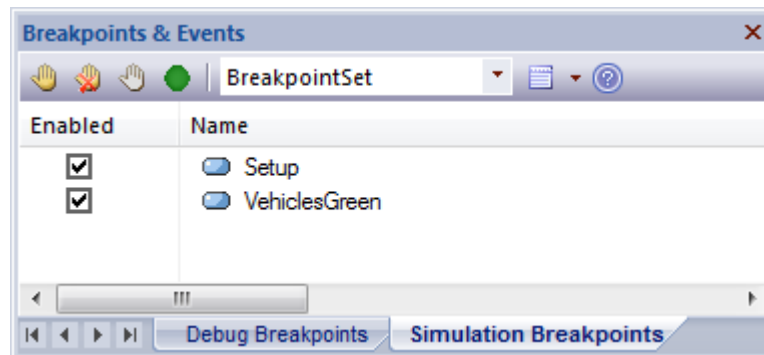 Breakpoints & Events
BreakpointSet
Enabled Name
Setup
VehiclesGreen
Debug Breakpoints Simulation Breakpoints